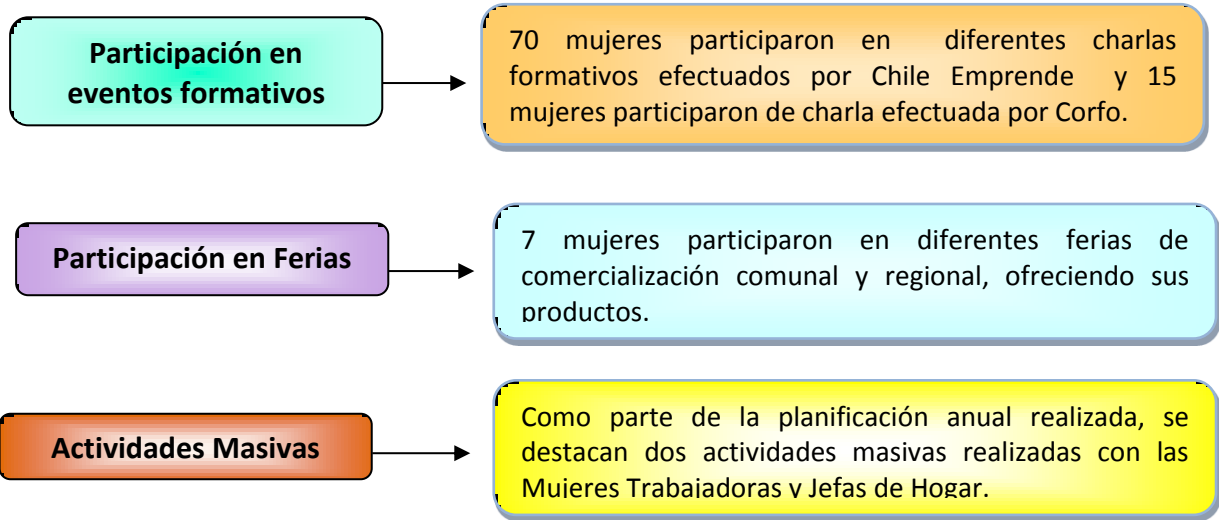 Participación en
eventos formativos
70 mujeres participaron en diferentes charlas
formativos efectuados por Chile Emprende y 15
mujeres participaron de charla efectuada por Corfo.
Participación en Ferias
7 mujeres participaron en diferentes ferias de
comercialización comunal y regional, ofreciendo sus
productos.
Actividades Masivas
Como parte de la planificación anual realizada, se
destacan dos actividades masivas realizadas con las
Mujeres Trabajadoras y Jefas de Hogar.